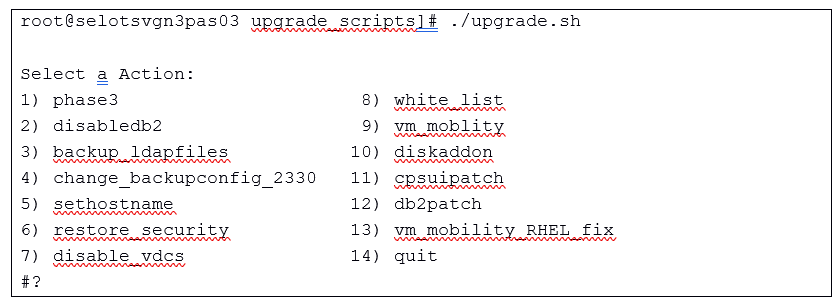 root@selotsvgn3pas03 upgrade_scripts]# ./upgrade.sh
Select a Action:
1) phase3 8) white_list
2) disabledb2 9) vm_moblity
3) backup_ldapfiles 10) diskaddon
4) change_backupconfig_2330 11) cpsuipatch
5) sethostname 12) db2patch
6) restore_security 13) vm_mobility_RHEL_fix
7) disable_vdcs 14) quit
#?